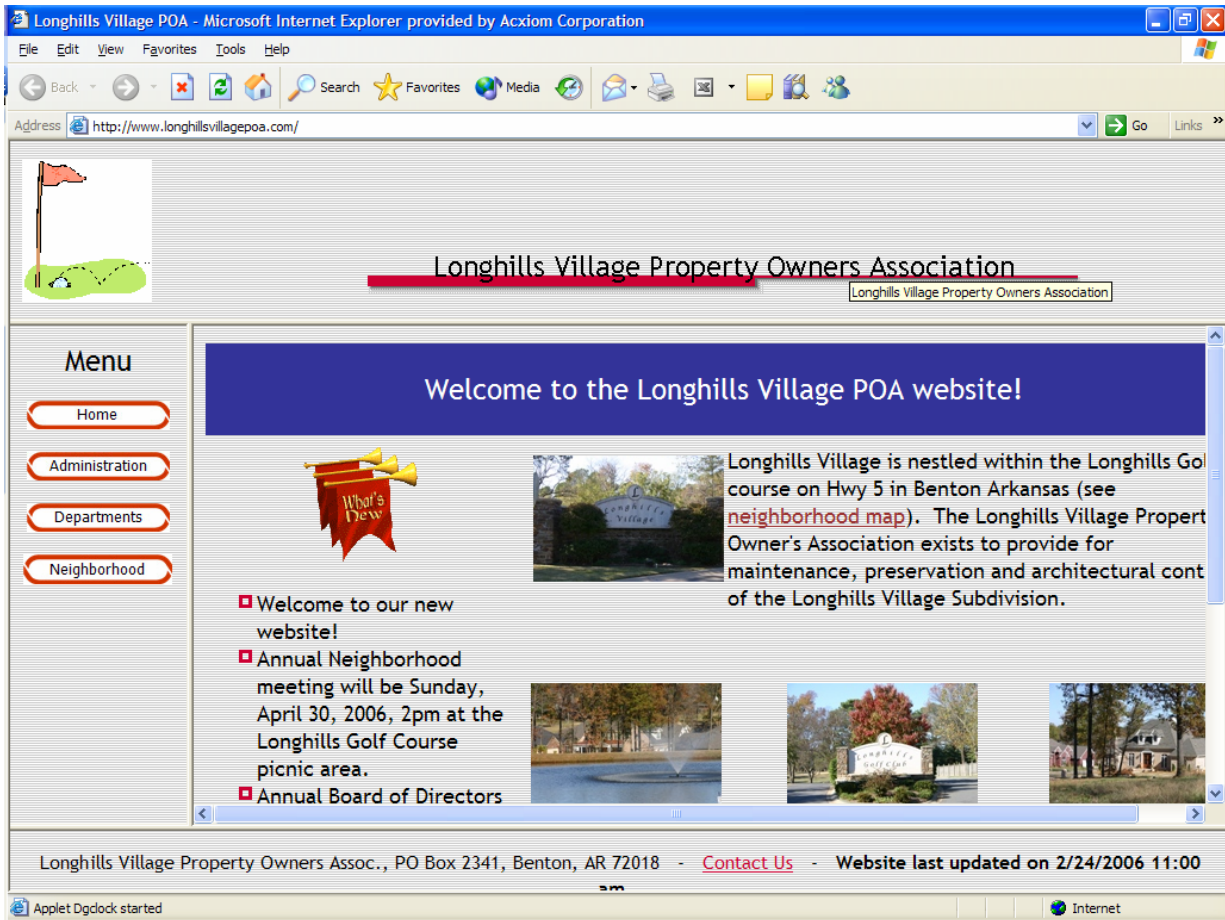 Longhills Village POA - Microsoft Internet Explorer provided by Acxiom Corporation
File Edit View Favorites Tools Help
Back Search Favorites Media
Address http://www.longhillsvillagepoa.com/ Go Links »
Longhills Village Property Owners Association
Longhills Village Property Owners Association
Menu
Home
Administration
Departments
Neighborhood
Welcome to the Longhills Village POA website!
What's
New
Welcome to our new
website!
Annual Neighborhood
meeting will be Sunday,
April 30, 2006, 2pm at the
Longhills Golf Course
picnic area.
Annual Board of Directors
L
Longhills
Village
Longhills Village is nestled within the Longhills Gol
course on Hwy 5 in Benton Arkansas (see
neighborhood map). The Longhills Village Propert
Owner's Association exists to provide for
maintenance, preservation and architectural cont
of the Longhills Village Subdivision.
L
Longhills
Golf Club
Longhills Village Property Owners Assoc., PO Box 2341, Benton, AR 72018 - Contact Us - Website last updated on 2/24/2006 11:00
am
Applet Dgclock started Internet